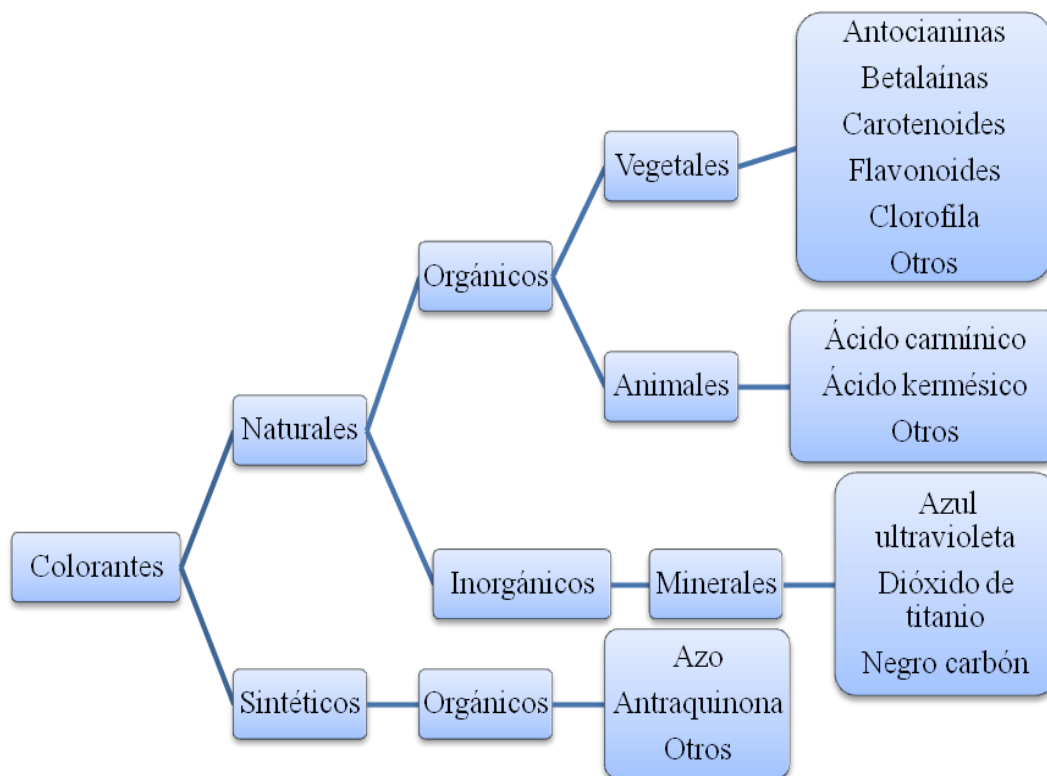 Colorantes
Naturales
Orgánicos
Vegetales
Antocianinas
Betalaínas
Carotenoides
Flavonoides
Clorofila
Otros
Animales
Ácido carmínico
Ácido kermésico
Otros
Inorgánicos
Minerales
Azul
ultravioleta
Dióxido de
titanio
Negro carbón
Sintéticos
Orgánicos
Azo
Antraquinona
Otros